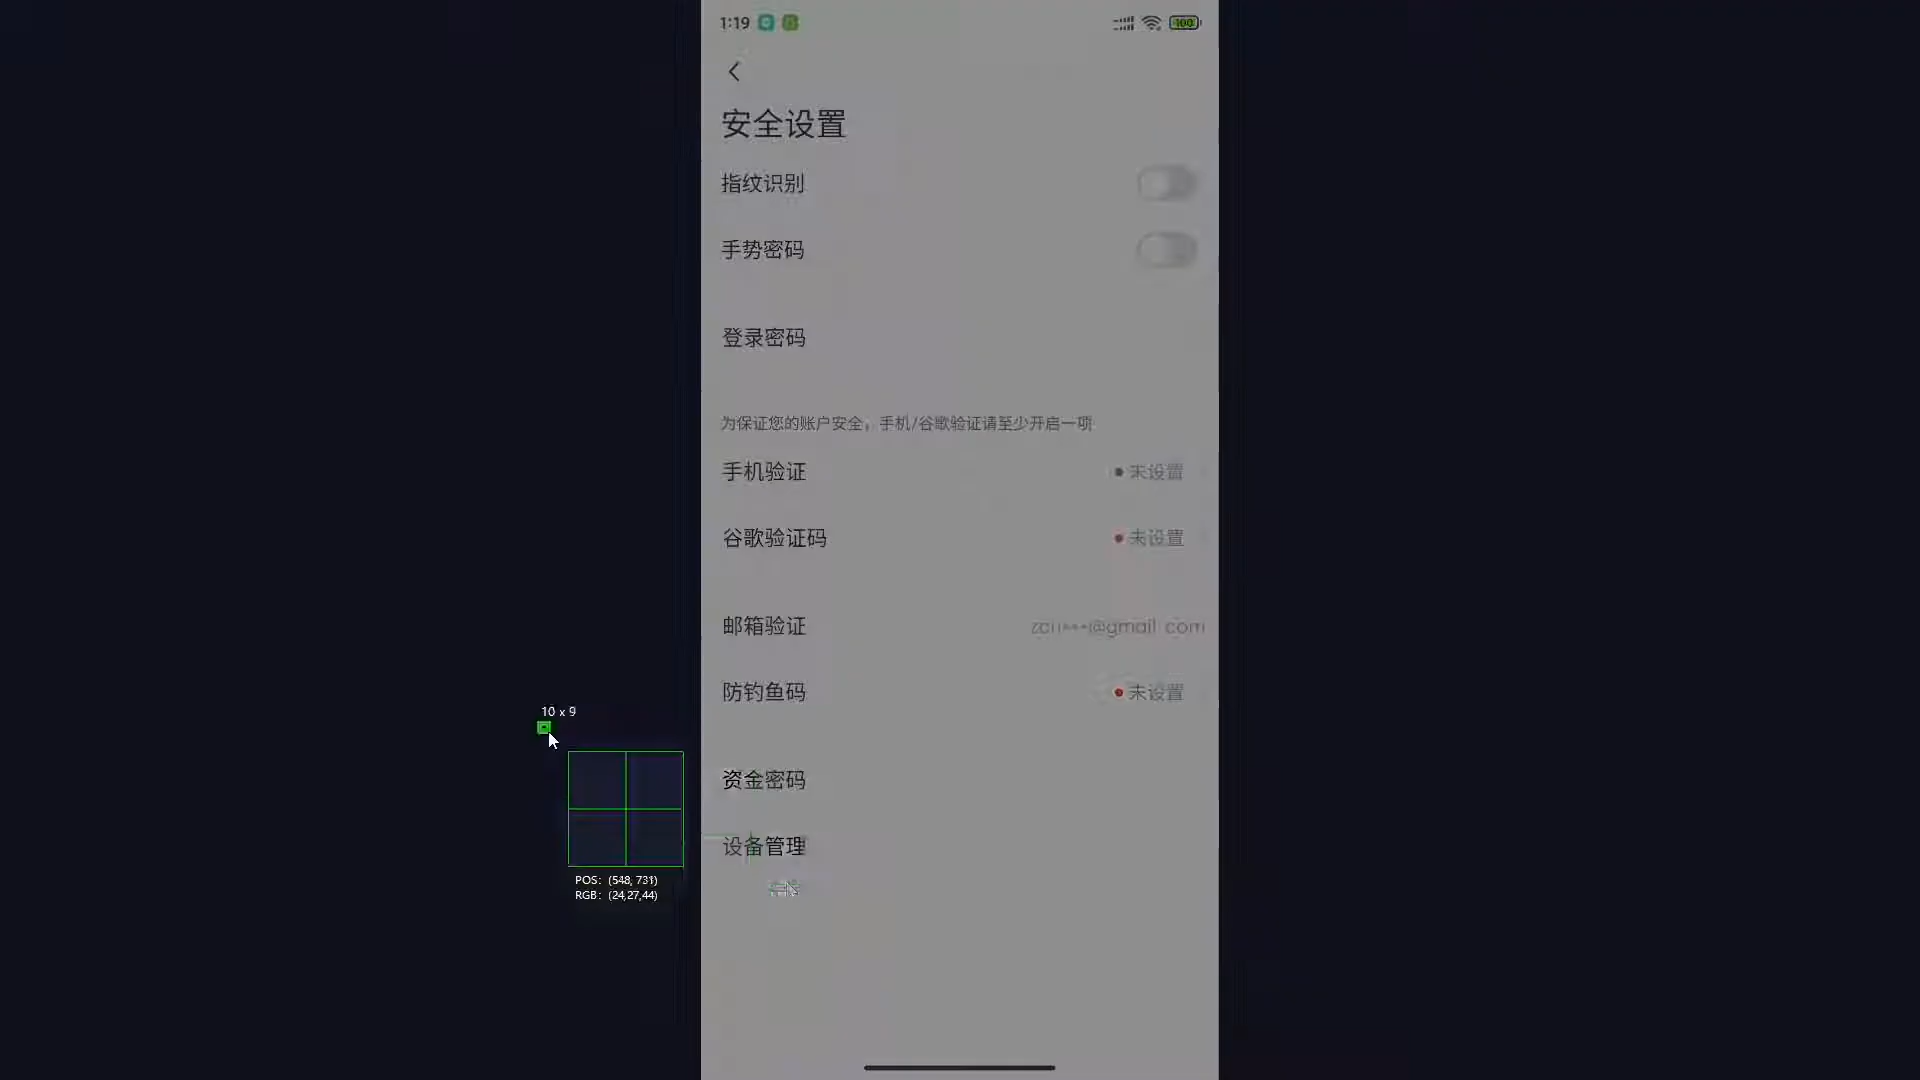 1:19
100
安全设置
指纹识别
手势密码
登录密码
为保证您的账户安全，手机/谷歌验证请至少开启一项
手机验证
未设置
谷歌验证码
未设置
邮箱验证
@gmail.com
防钓鱼码
未设置
10 x 9
资金密码
设备管理
POS: (548, 731)
RGB: (24,27,44)